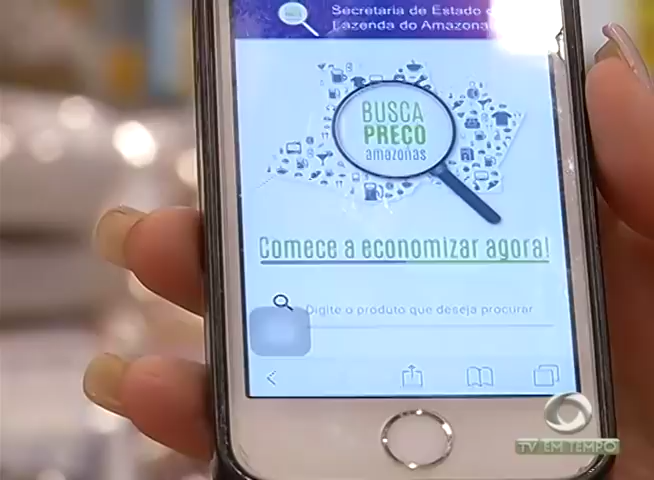 Secretaria de Estado
Fazenda do Amazonas
BUSCA
PREÇO
amazonas
Comece a economizar agora!
Digite o produto que deseja procurar
TV EM TEMPO